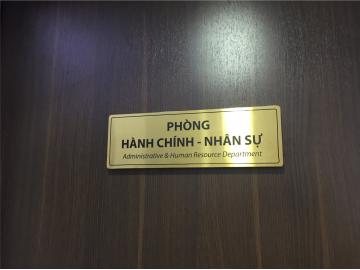 PHÒNG
HÀNH CHÍNH - NHÂN SỰ
Administrative & Human Resource Department